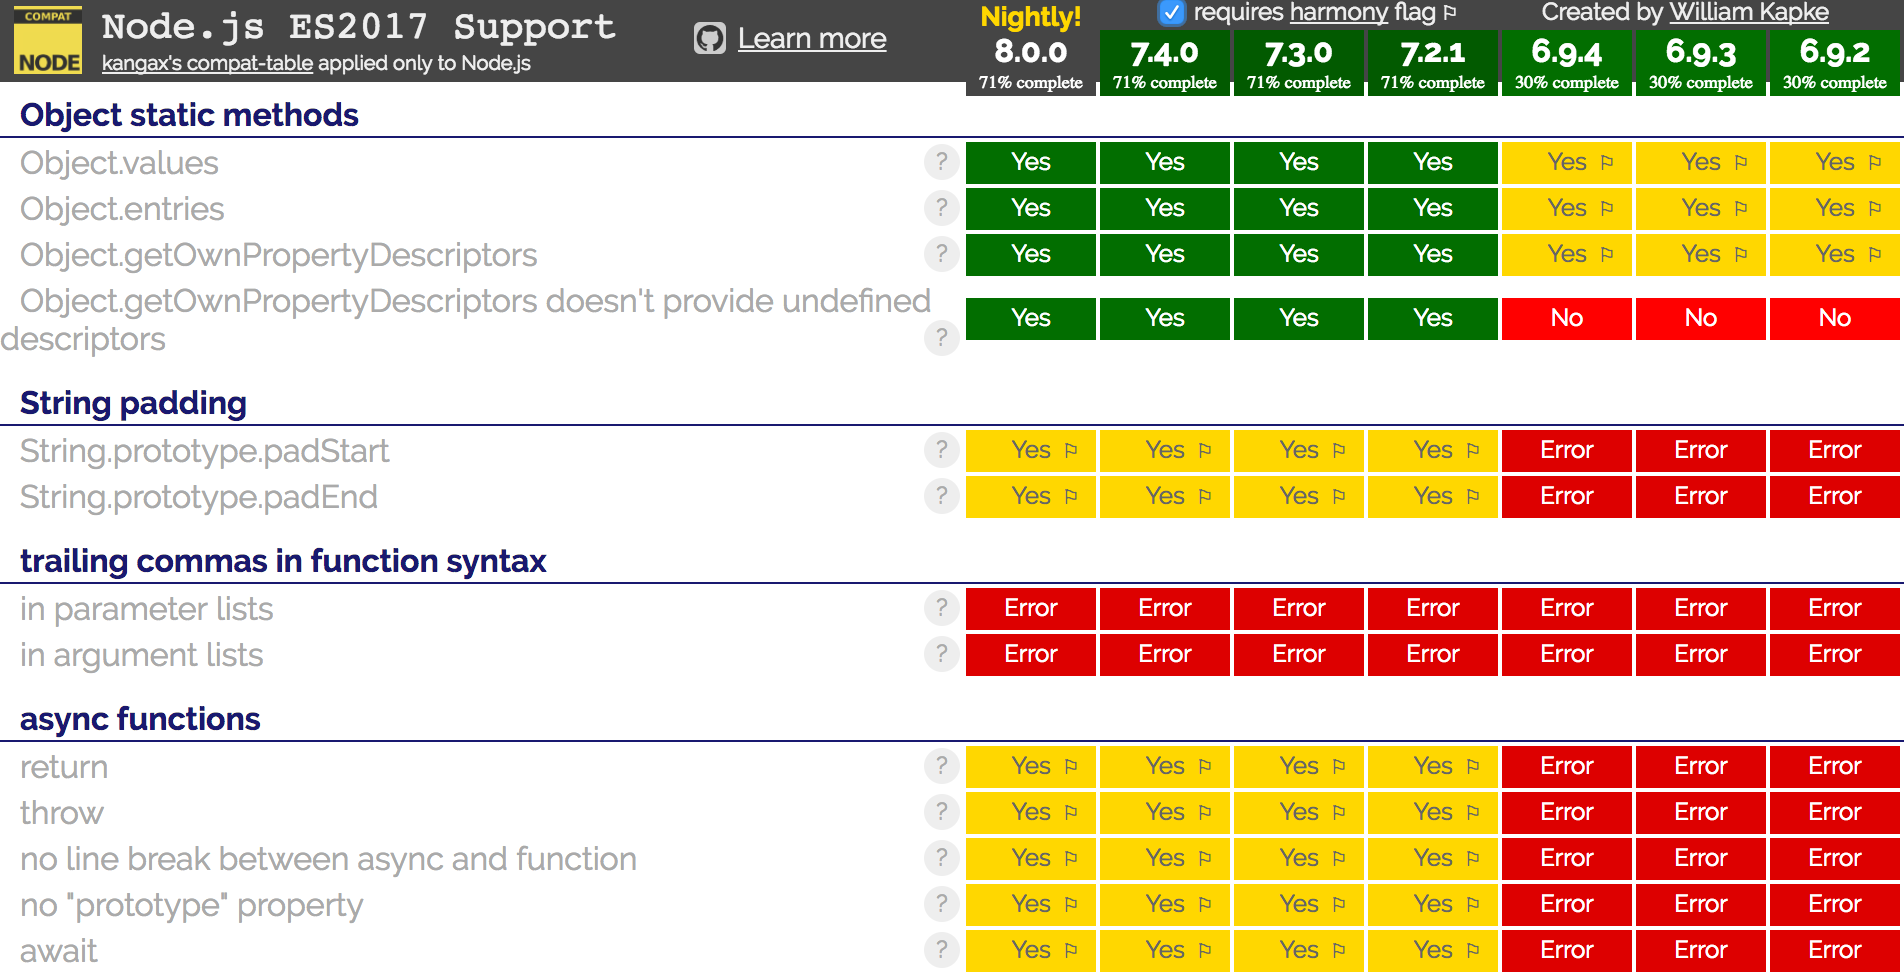 COMPAT
NODE
Node.js ES2017 Support
kangax's compat-table applied only to Node.js
Learn more
Nightly!
requires harmony flag ⚐
Created by William Kapke
8.0.0 7.4.0 7.3.0 7.2.1 6.9.4 6.9.3 6.9.2
71% complete 71% complete 71% complete 71% complete 30% complete 30% complete 30% complete
Object static methods
Object.values ? Yes Yes Yes Yes Yes ⚐ Yes ⚐ Yes ⚐
Object.entries ? Yes Yes Yes Yes Yes ⚐ Yes ⚐ Yes ⚐
Object.getOwnPropertyDescriptors ? Yes Yes Yes Yes Yes ⚐ Yes ⚐ Yes ⚐
Object.getOwnPropertyDescriptors doesn't provide undefined
descriptors ? Yes Yes Yes Yes No No No
String padding
String.prototype.padStart ? Yes ⚐ Yes ⚐ Yes ⚐ Yes ⚐ Error Error Error
String.prototype.padEnd ? Yes ⚐ Yes ⚐ Yes ⚐ Yes ⚐ Error Error Error
trailing commas in function syntax
in parameter lists ? Error Error Error Error Error Error Error
in argument lists ? Error Error Error Error Error Error Error
async functions
return ? Yes ⚐ Yes ⚐ Yes ⚐ Yes ⚐ Error Error Error
throw ? Yes ⚐ Yes ⚐ Yes ⚐ Yes ⚐ Error Error Error
no line break between async and function ? Yes ⚐ Yes ⚐ Yes ⚐ Yes ⚐ Error Error Error
no "prototype" property ? Yes ⚐ Yes ⚐ Yes ⚐ Yes ⚐ Error Error Error
await ? Yes ⚐ Yes ⚐ Yes ⚐ Yes ⚐ Error Error Error